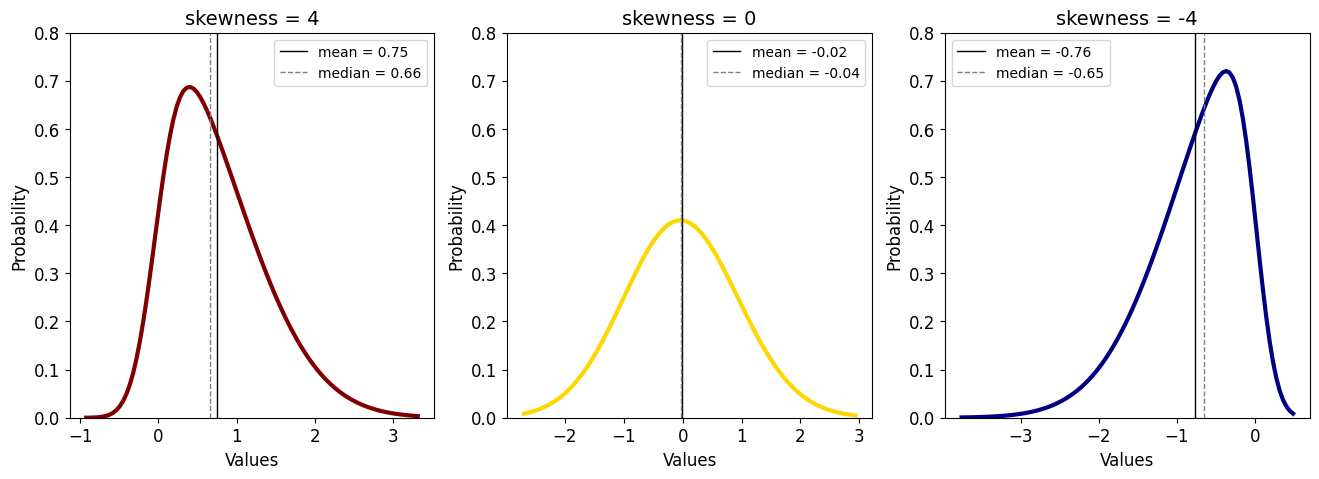 skewness = 4
mean = 0.75
median = 0.66
Probability
0.8
0.7
0.6
0.5
0.4
0.3
0.2
0.1
0.0
−1
0
1
2
3
Values
skewness = 0
mean = -0.02
median = -0.04
Probability
0.8
0.7
0.6
0.5
0.4
0.3
0.2
0.1
0.0
−2
−1
0
1
2
3
Values
skewness = -4
mean = -0.76
median = -0.65
Probability
0.8
0.7
0.6
0.5
0.4
0.3
0.2
0.1
0.0
−3
−2
−1
0
Values